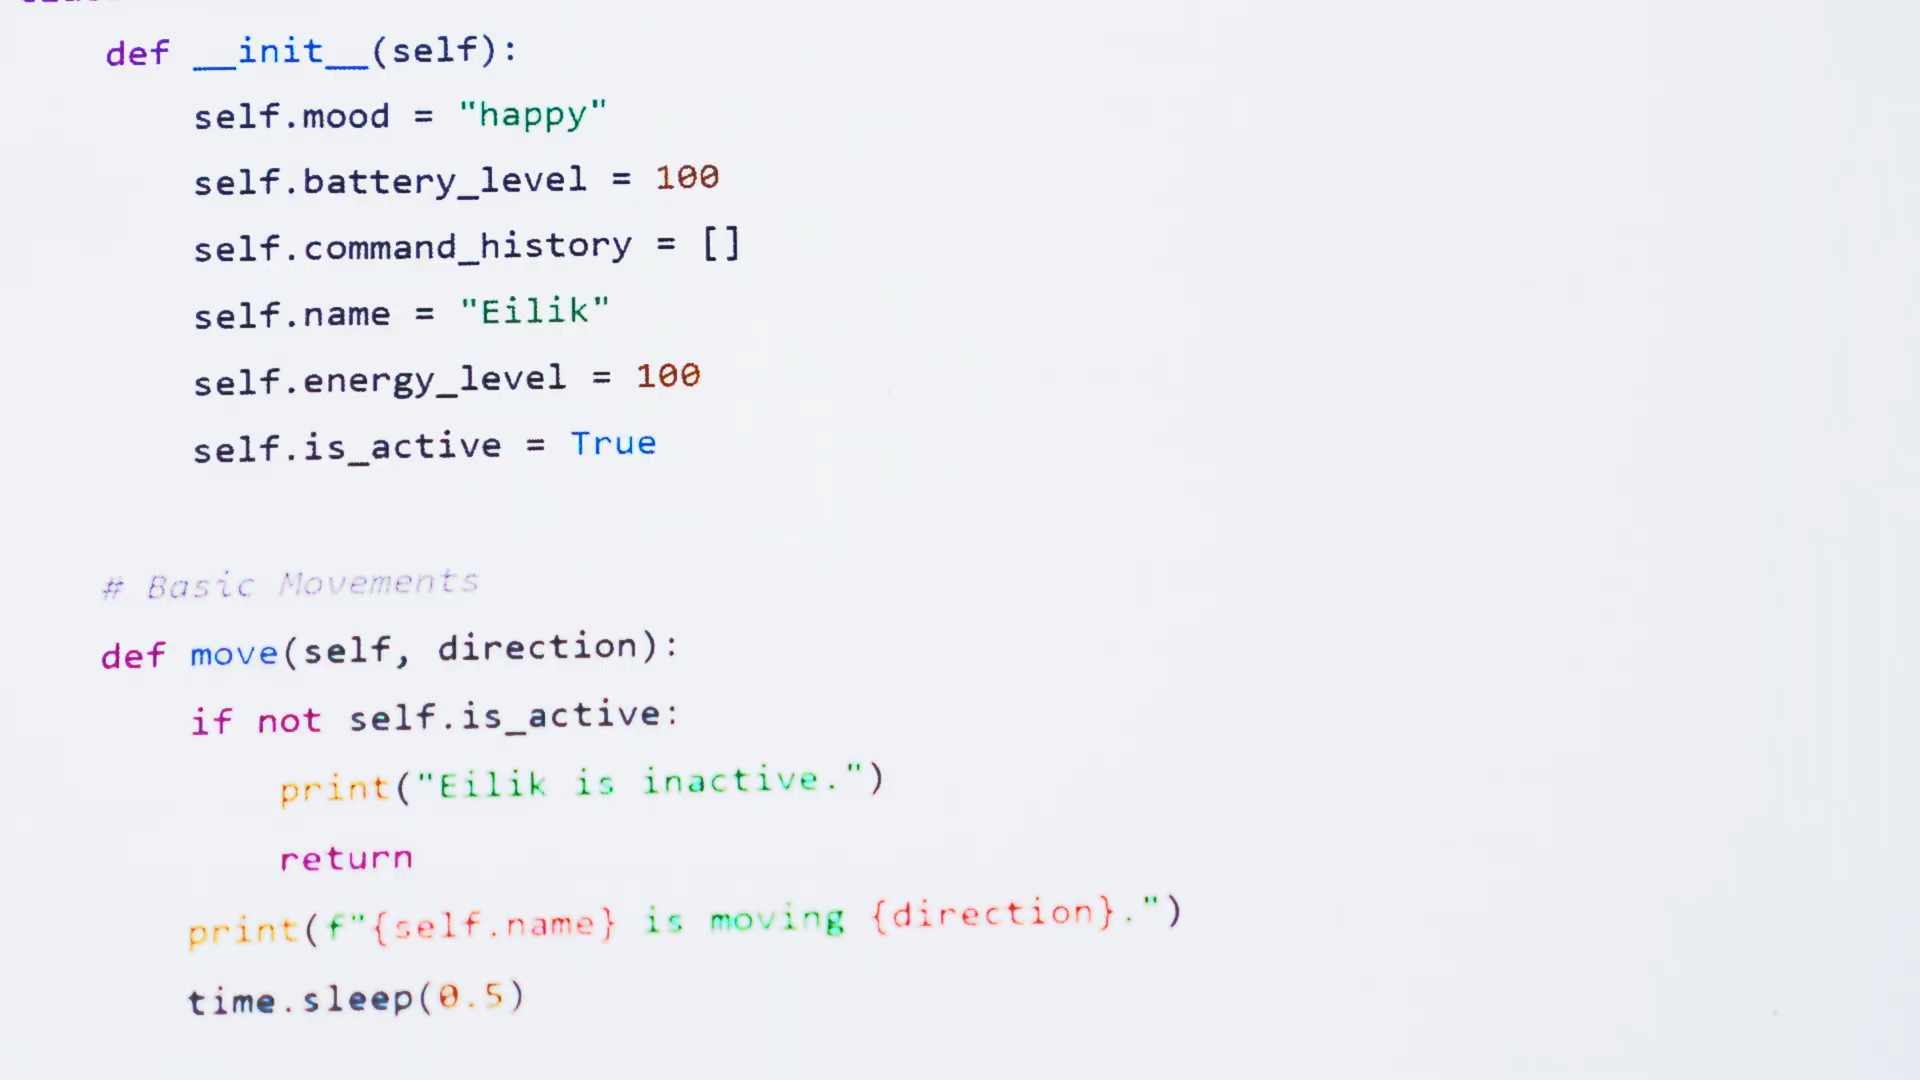 def __init__(self):
self.mood = "happy"
self.battery_level = 100
self.command_history = []
self.name = "Eilik"
self.energy_level = 100
self.is_active = True
# Basic Movements
def move(self, direction):
if not self.is_active:
print("Eilik is inactive.")
return
print(f"{self.name} is moving {direction}.")
time.sleep(0.5)